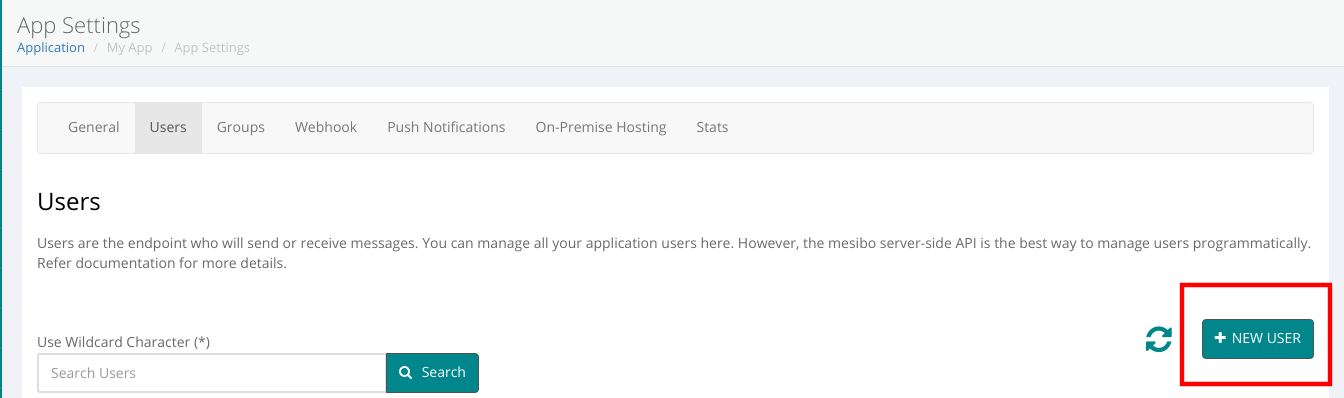 App Settings
Application / My App / App Settings
General Users Groups Webhook Push Notifications On-Premise Hosting Stats
Users
Users are the endpoint who will send or receive messages. You can manage all your application users here. However, the mesibo server-side API is the best way to manage users programmatically.
Refer documentation for more details.
+ NEW USER
Use Wildcard Character (*)
Search Users Search